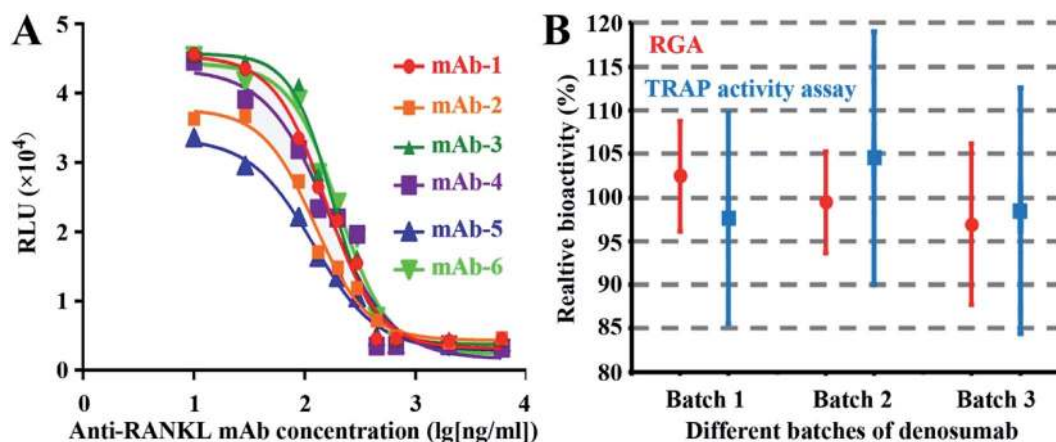 A
RLU (×10⁴)
5
4
3
2
1
0
0 1 2 3 4
Anti-RANKL mAb concentration (lg[ng/ml])
mAb-1
mAb-2
mAb-3
mAb-4
mAb-5
mAb-6
B
Realtive bioactivity (%)
120
115
110
105
100
95
90
85
80
RGA
TRAP activity assay
Batch 1 Batch 2 Batch 3
Different batches of denosumab